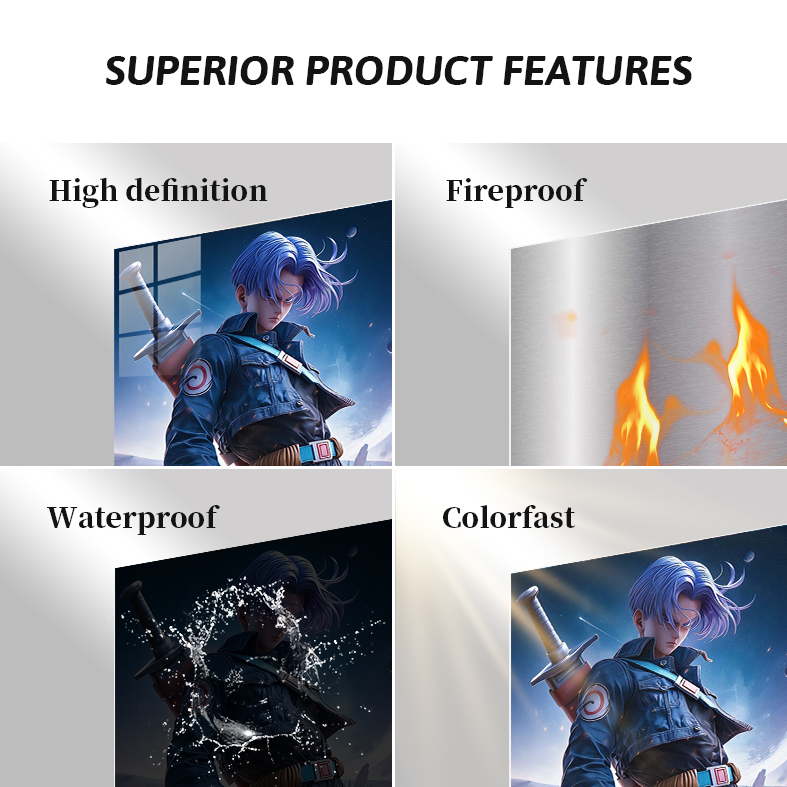 SUPERIOR PRODUCT FEATURES
High definition
Fireproof
Waterproof
Colorfast